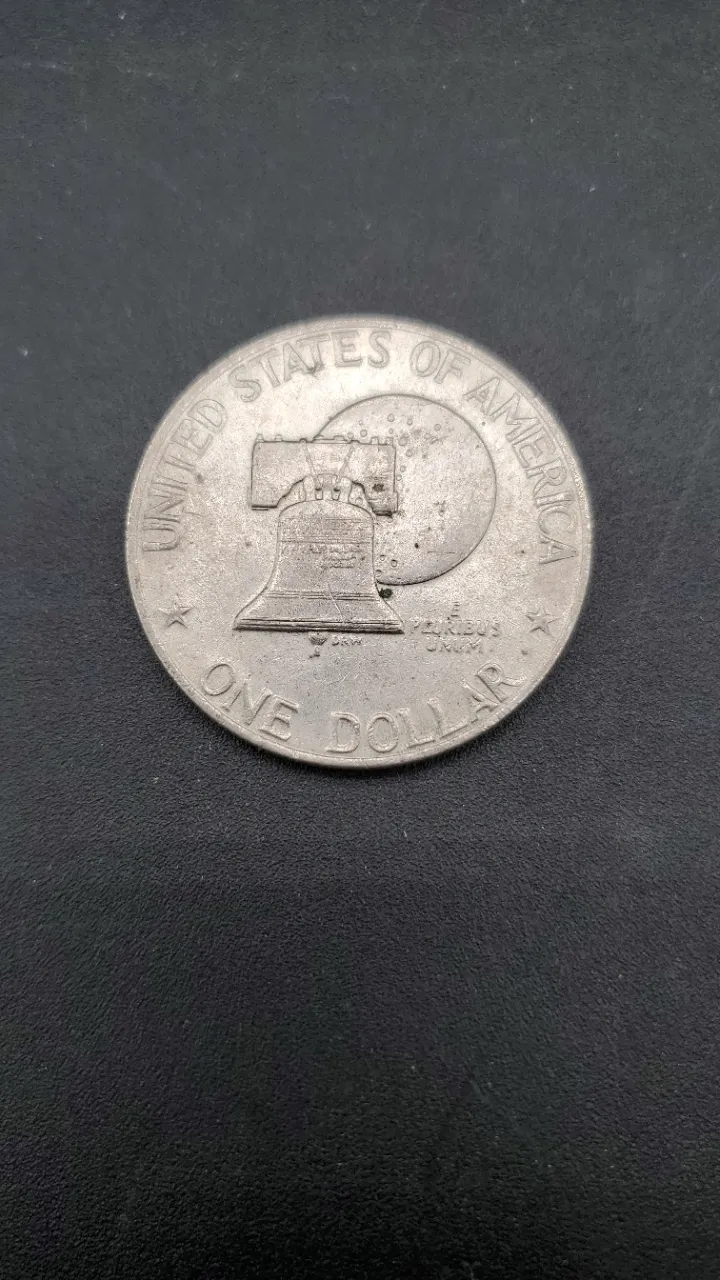 UNITED STATES OF AMERICA
E
PLURIBUS
UNUM
ONE DOLLAR